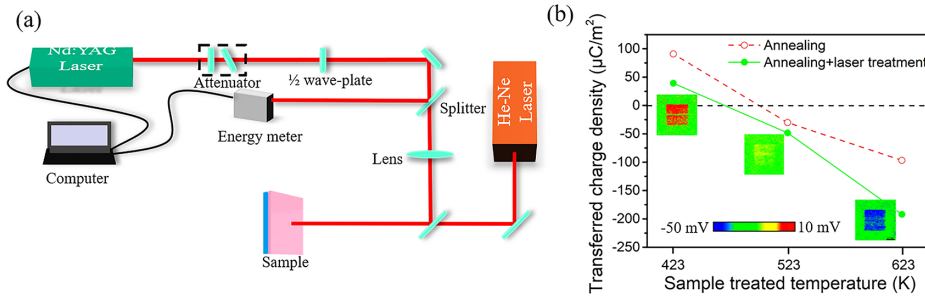 (a)
Nd:YAG
Laser
Attenuator
½ wave-plate
Energy meter
Splitter
He-Ne
Laser
Computer
Lens
Sample
(b)
Transferred charge density (μC/m²)
100
50
0
-50
-100
-150
-200
-250
Annealing
Annealing+laser treatment
-50 mV
10 mV
423
523
623
Sample treated temperature (K)